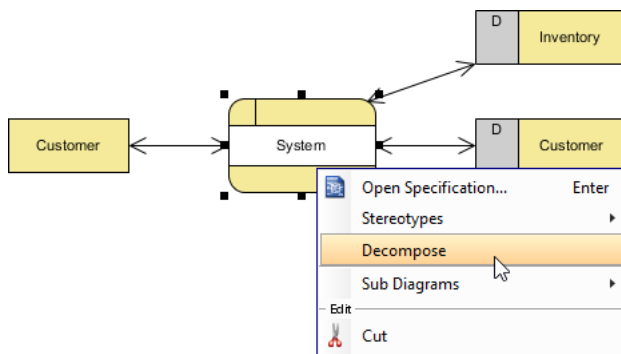 D
Inventory
Customer
System
D
Customer
Open Specification... Enter
Stereotypes
Decompose
Sub Diagrams
Edit
Cut